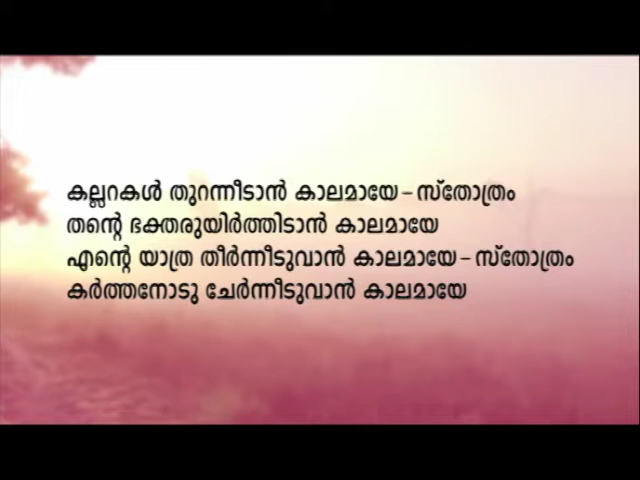 കല്ലറകൾ തുറന്നീടാൻ കാലമായേ - സ്തോത്രം
തന്റെ ഭക്തരുയിർത്തിടാൻ കാലമായേ
എന്റെ യാത്ര തീർന്നീടുവാൻ കാലമായേ - സ്തോത്രം
കർത്തനോടു ചേർന്നീടുവാൻ കാലമായേ